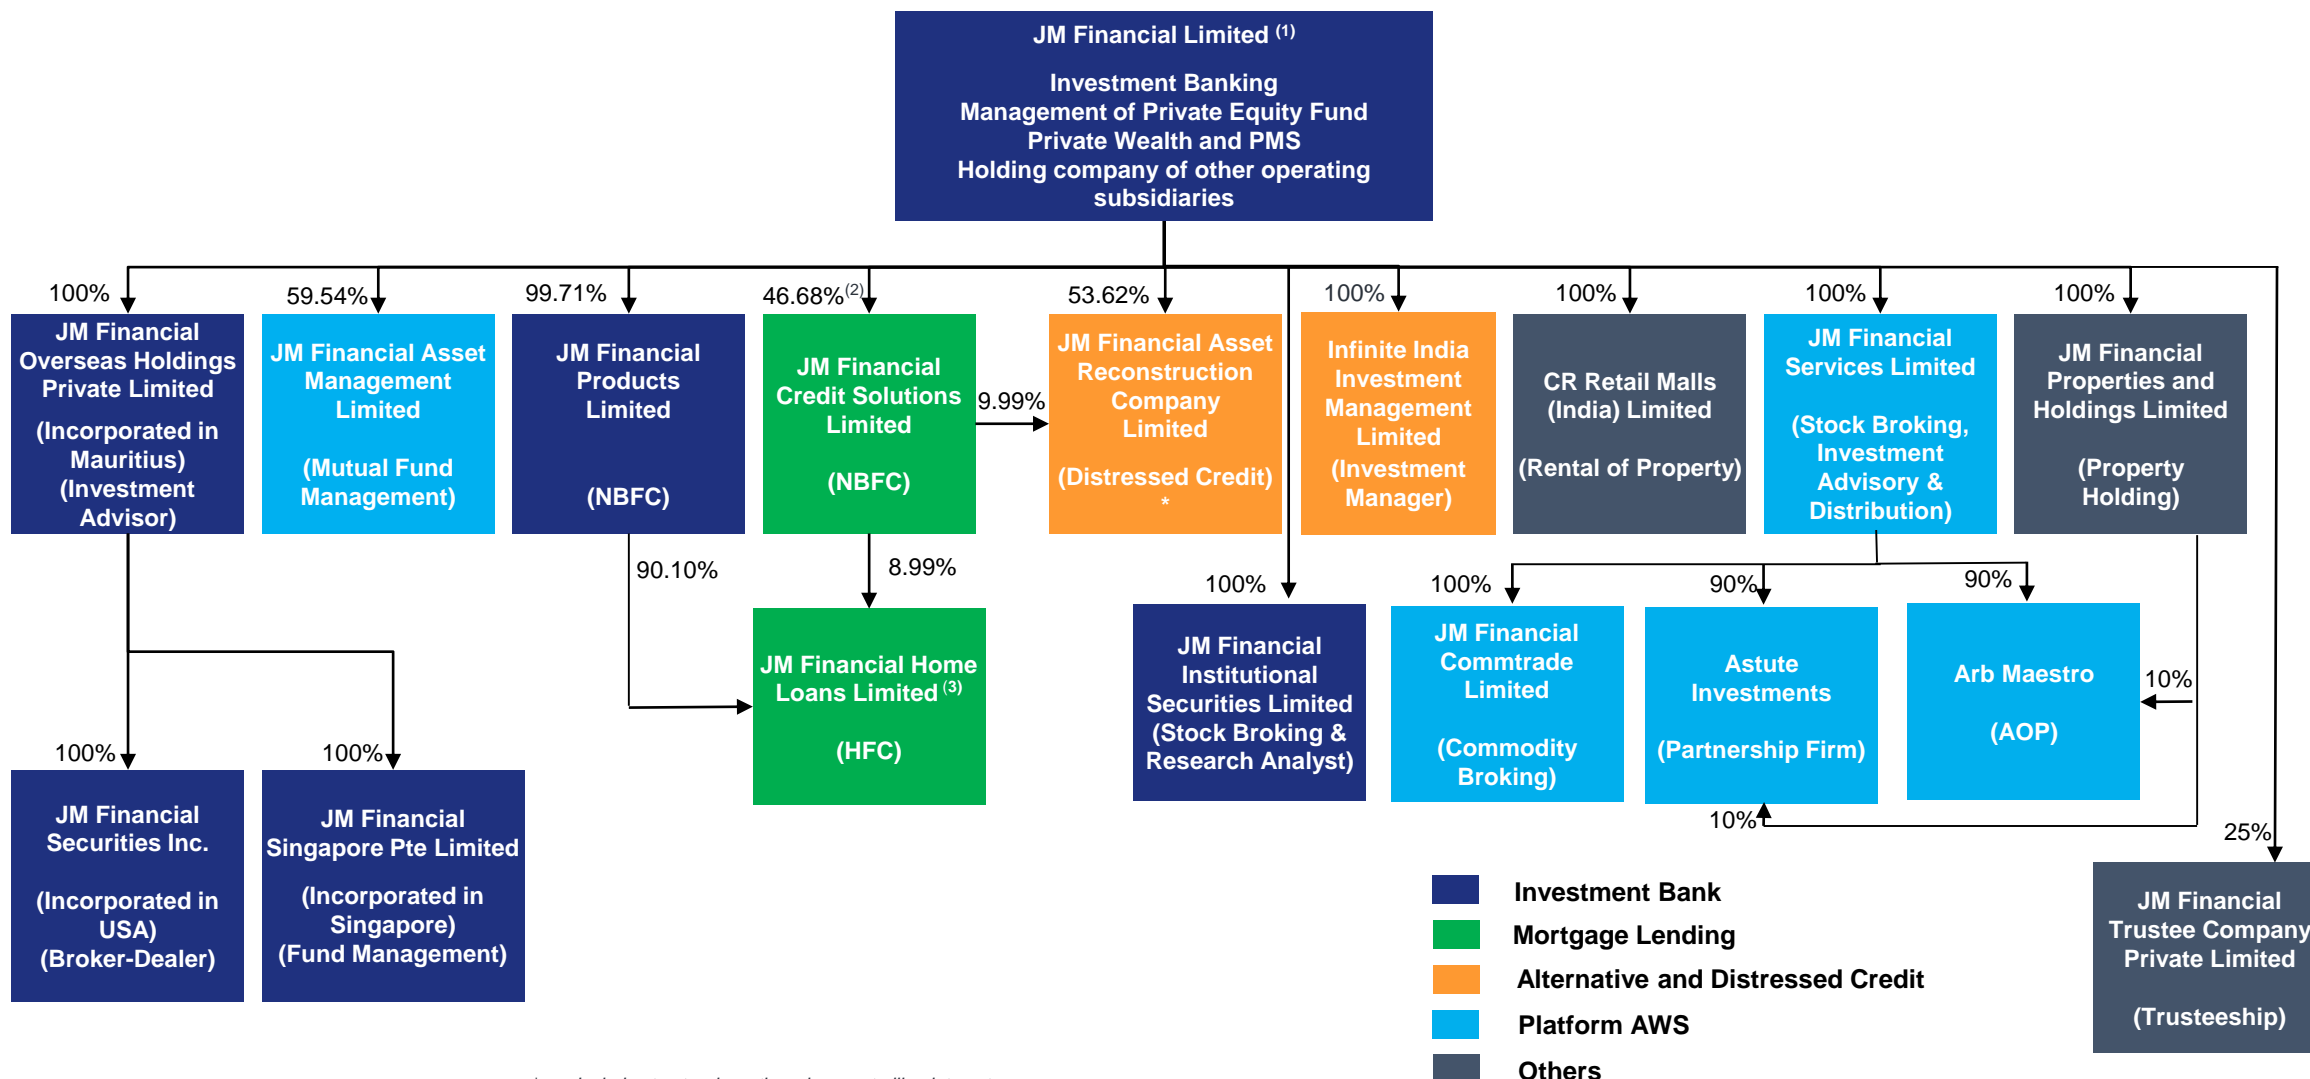 JM Financial Limited (1)
Investment Banking
Management of Private Equity Fund
Private Wealth and PMS
Holding company of other operating
subsidiaries
100%
59.54%
99.71%
46.68%(2)
53.62%
100%
100%
100%
100%
JM Financial
Overseas Holdings
Private Limited
(Incorporated in
Mauritius)
(Investment
Advisor)
JM Financial Asset
Management
Limited
(Mutual Fund
Management)
JM Financial
Products
Limited
(NBFC)
JM Financial
Credit Solutions
Limited
(NBFC)
9.99%
JM Financial Asset
Reconstruction
Company
Limited
(Distressed Credit)
*
Infinite India
Investment
Management
Limited
(Investment
Manager)
CR Retail Malls
(India) Limited
(Rental of Property)
JM Financial
Services Limited
(Stock Broking,
Investment
Advisory &
Distribution)
JM Financial
Properties and
Holdings Limited
(Property
Holding)
90.10%
8.99%
100%
100%
90%
90%
JM Financial Home
Loans Limited (3)
(HFC)
JM Financial
Institutional
Securities Limited
(Stock Broking &
Research Analyst)
JM Financial
Commtrade
Limited
(Commodity
Broking)
Astute
Investments
(Partnership Firm)
Arb Maestro
(AOP)
10%
10%
25%
100%
100%
JM Financial
Securities Inc.
(Incorporated in
USA)
(Broker-Dealer)
JM Financial
Singapore Pte Limited
(Incorporated in
Singapore)
(Fund Management)
JM Financial
Trustee Company
Private Limited
(Trusteeship)
Investment Bank
Mortgage Lending
Alternative and Distressed Credit
Platform AWS
Others